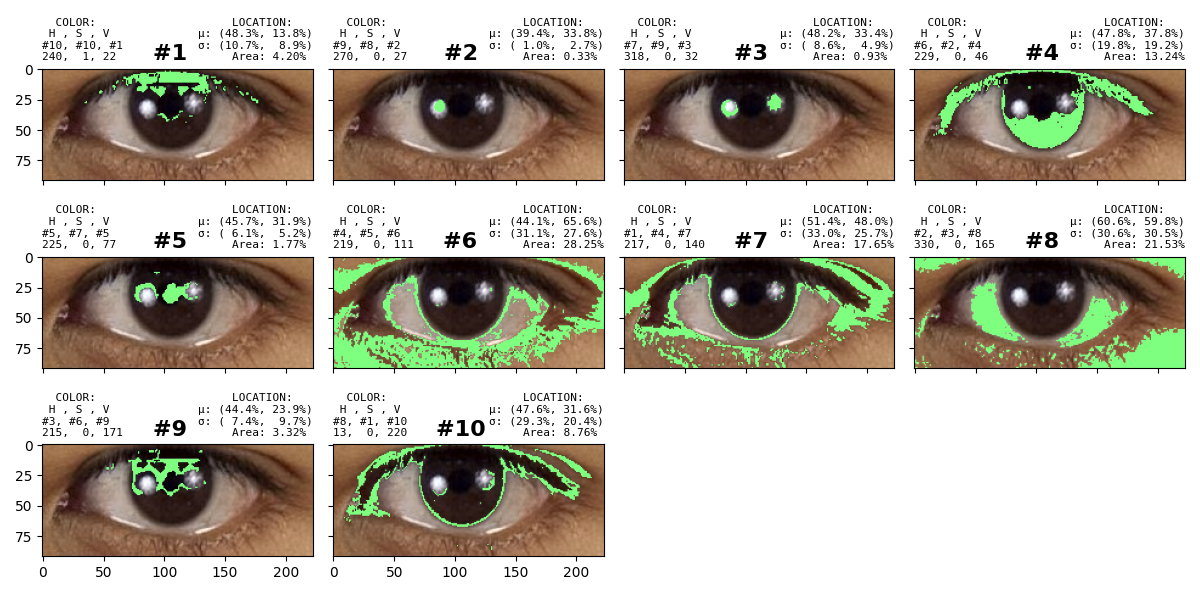 COLOR: LOCATION:
H , S , V μ: (48.3%, 13.8%)
#10, #10, #1 #1 σ: (10.7%, 8.9%)
240, 1, 22 Area: 4.20%
COLOR: LOCATION:
H , S , V μ: (39.4%, 33.8%)
#9, #8, #2 #2 σ: ( 1.0%, 2.7%)
270, 0, 27 Area: 0.33%
COLOR: LOCATION:
H , S , V μ: (48.2%, 33.4%)
#7, #9, #3 #3 σ: ( 8.6%, 4.9%)
318, 0, 32 Area: 0.93%
COLOR: LOCATION:
H , S , V μ: (47.8%, 37.8%)
#6, #2, #4 #4 σ: (19.8%, 19.2%)
229, 0, 46 Area: 13.24%
0
25
50
75
COLOR: LOCATION:
H , S , V μ: (45.7%, 31.9%)
#5, #7, #5 #5 σ: ( 6.1%, 5.2%)
225, 0, 77 Area: 1.77%
COLOR: LOCATION:
H , S , V μ: (44.1%, 65.6%)
#4, #5, #6 #6 σ: (31.1%, 27.6%)
219, 0, 111 Area: 28.25%
COLOR: LOCATION:
H , S , V μ: (51.4%, 48.0%)
#1, #4, #7 #7 σ: (33.0%, 25.7%)
217, 0, 140 Area: 17.65%
COLOR: LOCATION:
H , S , V μ: (60.6%, 59.8%)
#2, #3, #8 #8 σ: (30.6%, 30.5%)
330, 0, 165 Area: 21.53%
0
25
50
75
COLOR: LOCATION:
H , S , V μ: (44.4%, 23.9%)
#3, #6, #9 #9 σ: ( 7.4%, 9.7%)
215, 0, 171 Area: 3.32%
COLOR: LOCATION:
H , S , V μ: (47.6%, 31.6%)
#8, #1, #10 #10 σ: (29.3%, 20.4%)
13, 0, 220 Area: 8.76%
0
25
50
75
0 50 100 150 200
0 50 100 150 200